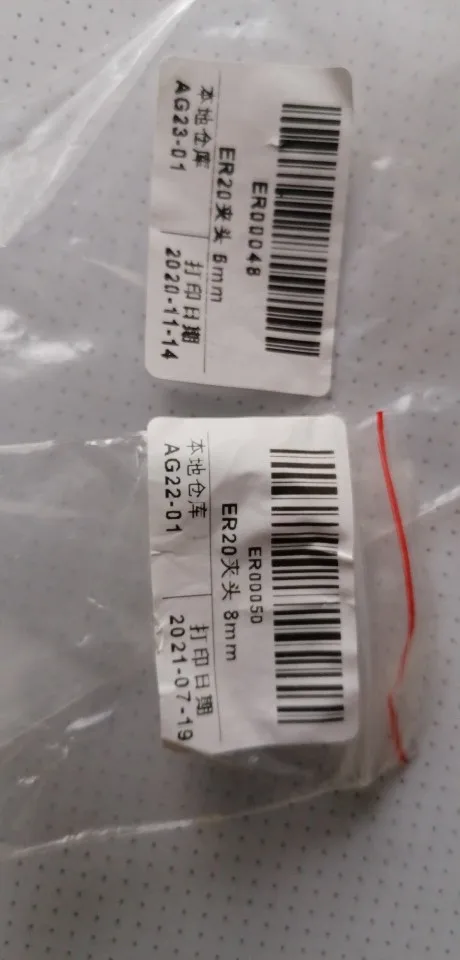 ER00048
ER20夹头 6mm
本地仓库 打印日期
AG23-01 2020-11-14
ER00050
ER20夹头 8mm
本地仓库 打印日期
AG22-01 2021-07-19